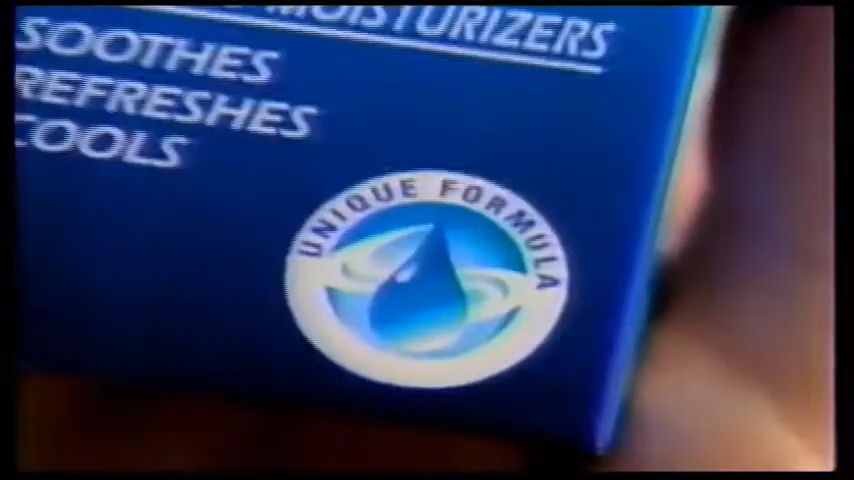 MOISTURIZERS
SOOTHES
REFRESHES
COOLS
UNIQUE FORMULA